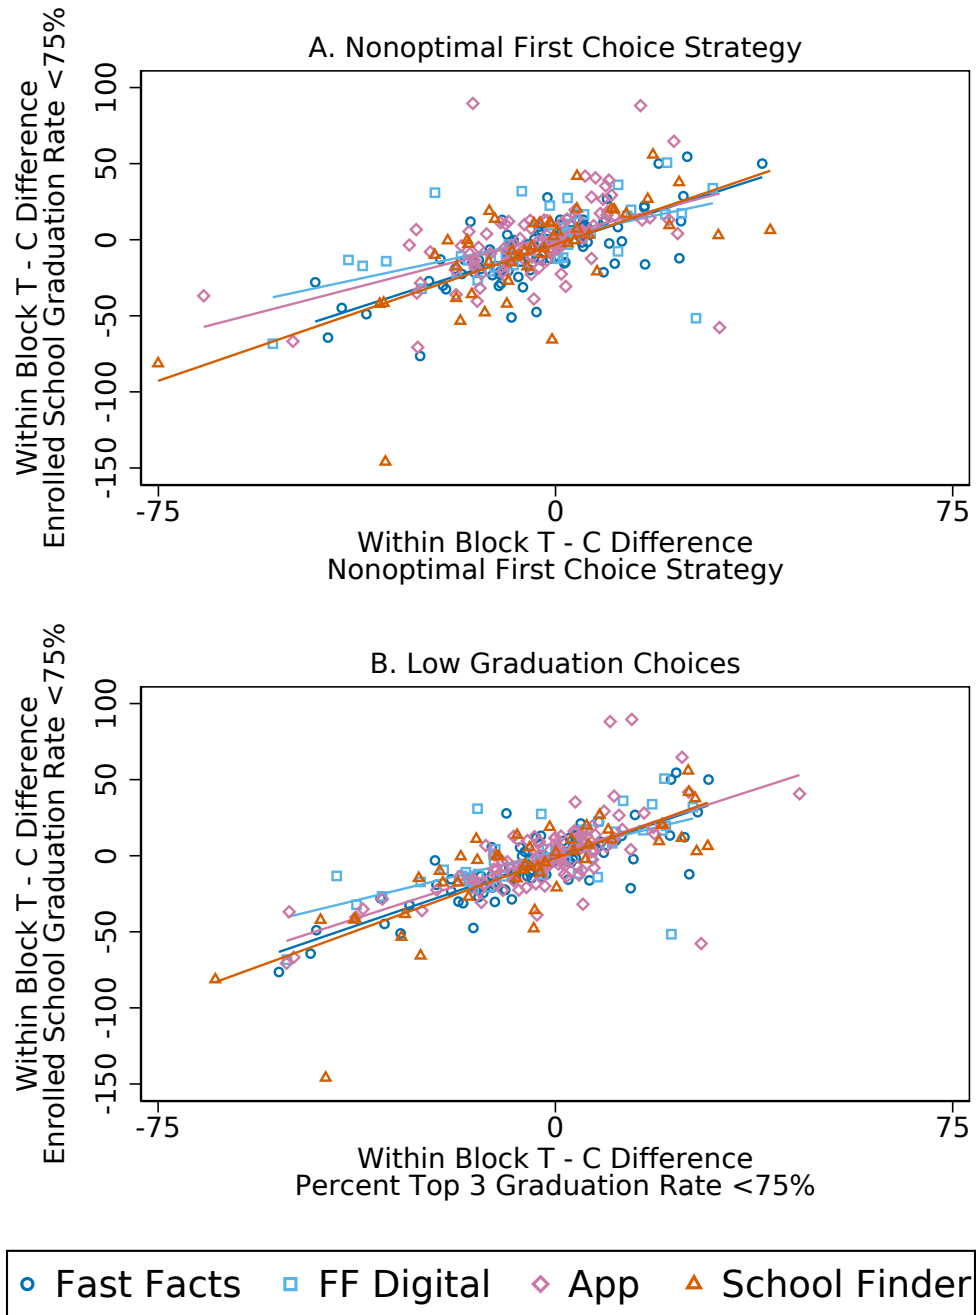 A. Nonoptimal First Choice Strategy
Within Block T - C Difference
Enrolled School Graduation Rate <75%
100
50
0
-50
-100
-150
-75
0
75
Within Block T - C Difference
Nonoptimal First Choice Strategy
B. Low Graduation Choices
Within Block T - C Difference
Enrolled School Graduation Rate <75%
100
50
0
-50
-100
-150
-75
0
75
Within Block T - C Difference
Percent Top 3 Graduation Rate <75%
Fast Facts FF Digital App School Finder